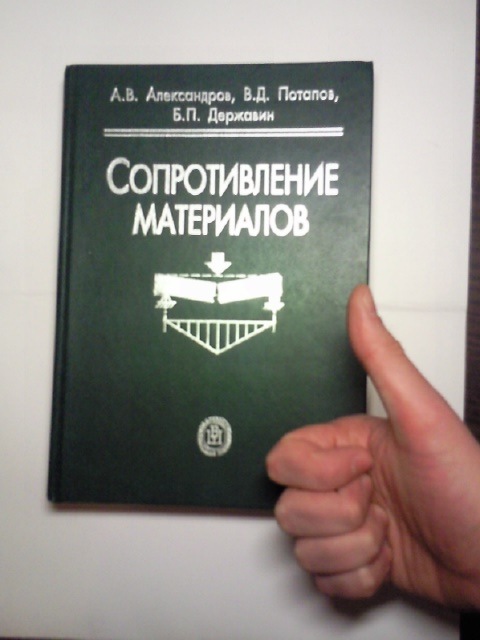 А.В. Александров, В.Д. Потапов,
Б.П. Державин
СОПРОТИВЛЕНИЕ
МАТЕРИАЛОВ